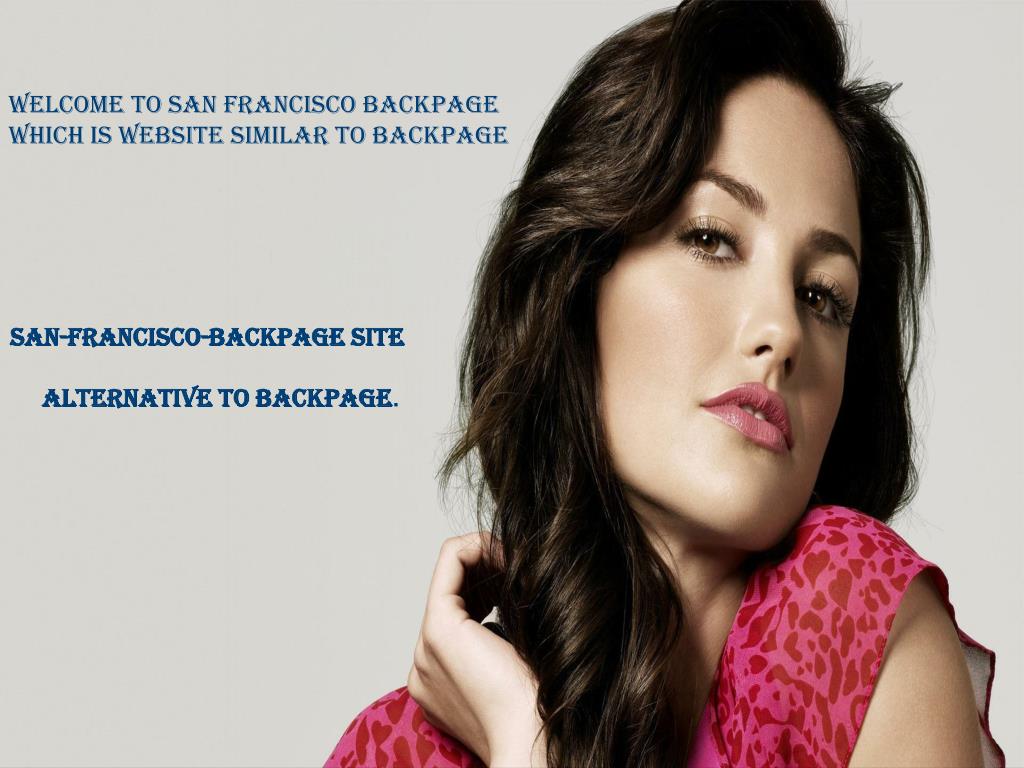 WELCOME TO SAN FRANCISCO BACKPAGE
WHICH IS WEBSITE SIMILAR TO BACKPAGE
SAN-FRANCISCO-BACKPAGE SITE
ALTERNATIVE TO BACKPAGE.